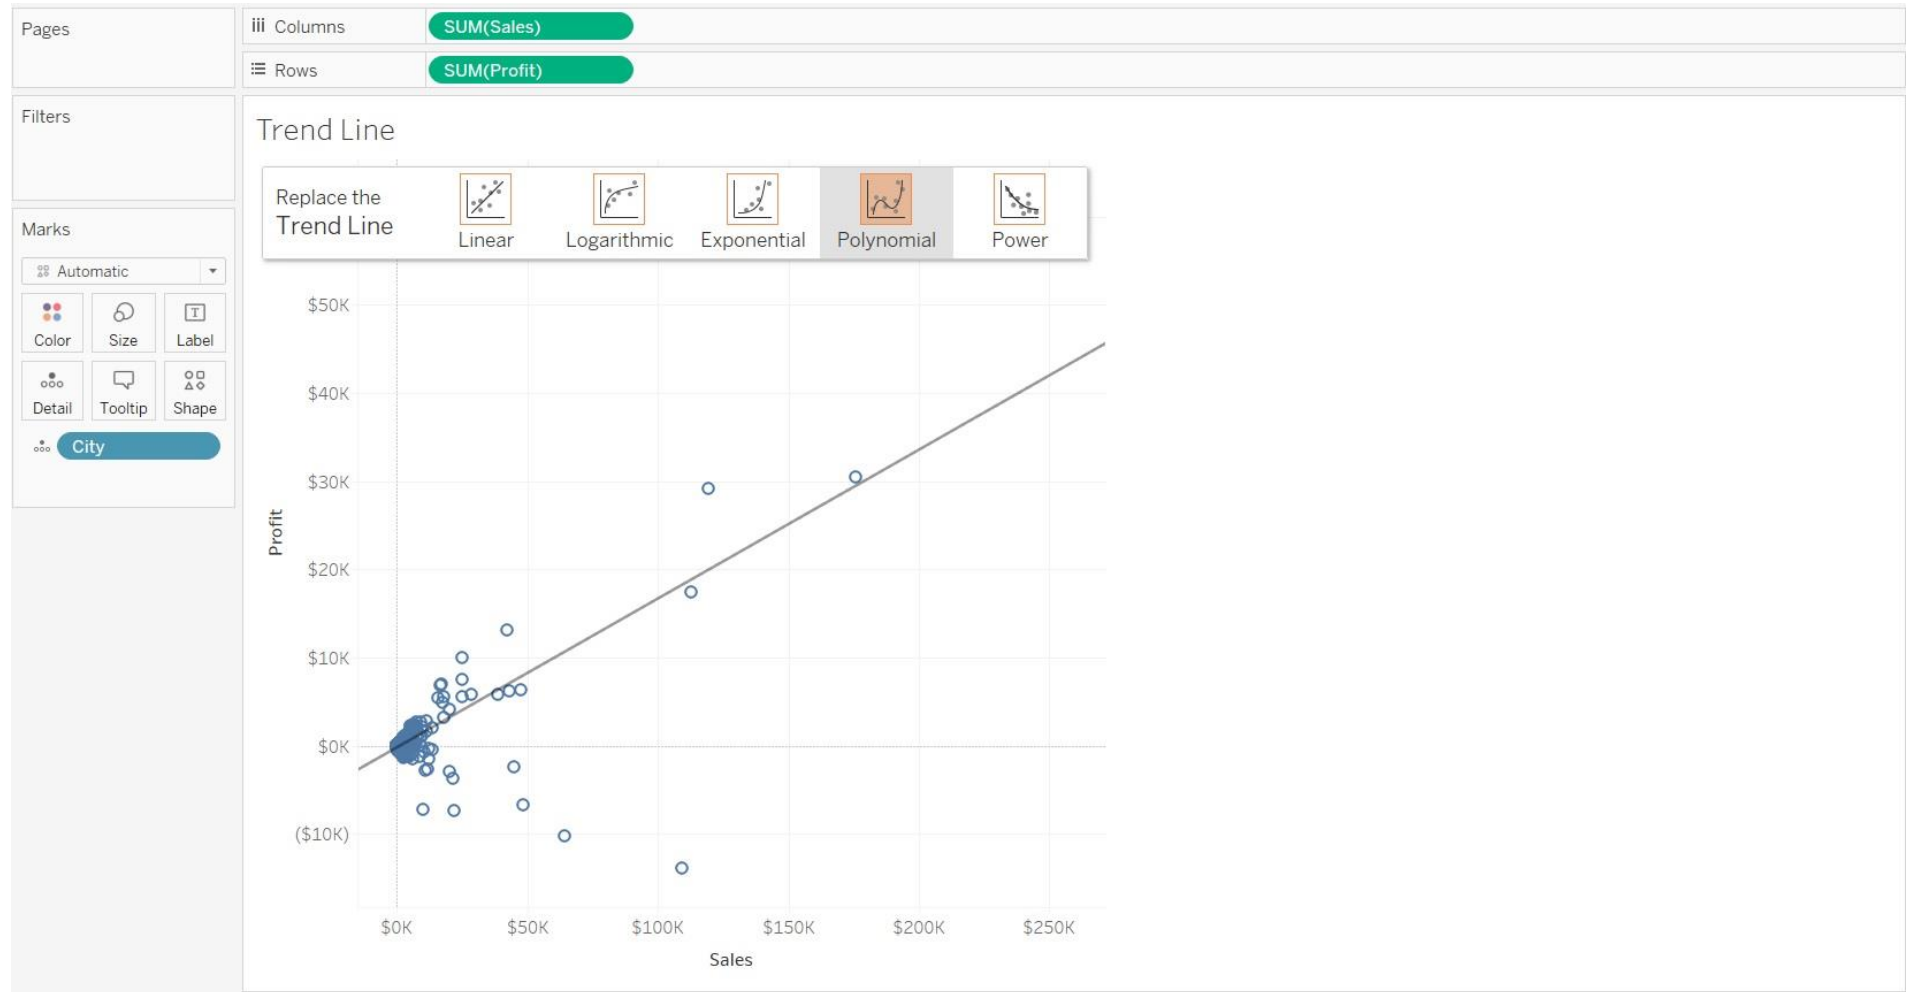 Pages
Columns
SUM(Sales)
Rows
SUM(Profit)
Filters
Marks
Automatic
Color
Size
Label
T
Detail
Tooltip
Shape
City
Trend Line
Replace the
Trend Line
Linear
Logarithmic
Exponential
Polynomial
Power
$50K
$40K
$30K
$20K
$10K
$0K
($10K)
Profit
$0K
$50K
$100K
$150K
$200K
$250K
Sales